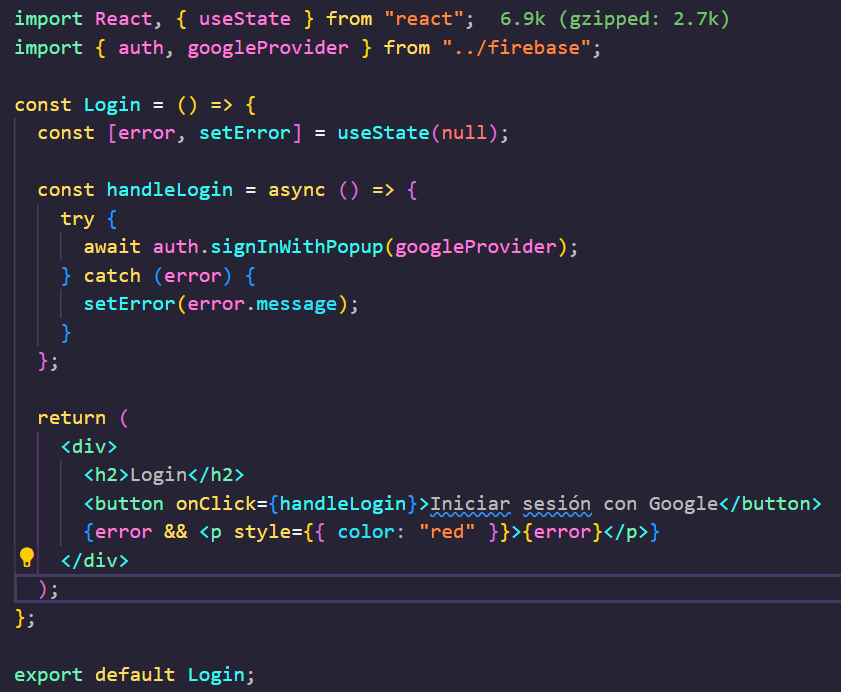 import React, { useState } from "react";  6.9k (gzipped: 2.7k)
import { auth, googleProvider } from "../firebase";

const Login = () => {
  const [error, setError] = useState(null);

  const handleLogin = async () => {
    try {
      await auth.signInWithPopup(googleProvider);
    } catch (error) {
      setError(error.message);
    }
  };

  return (
    <div>
      <h2>Login</h2>
      <button onClick={handleLogin}>Iniciar sesión con Google</button>
      {error && <p style={{ color: "red" }}>{error}</p>}
    </div>
  );
};

export default Login;